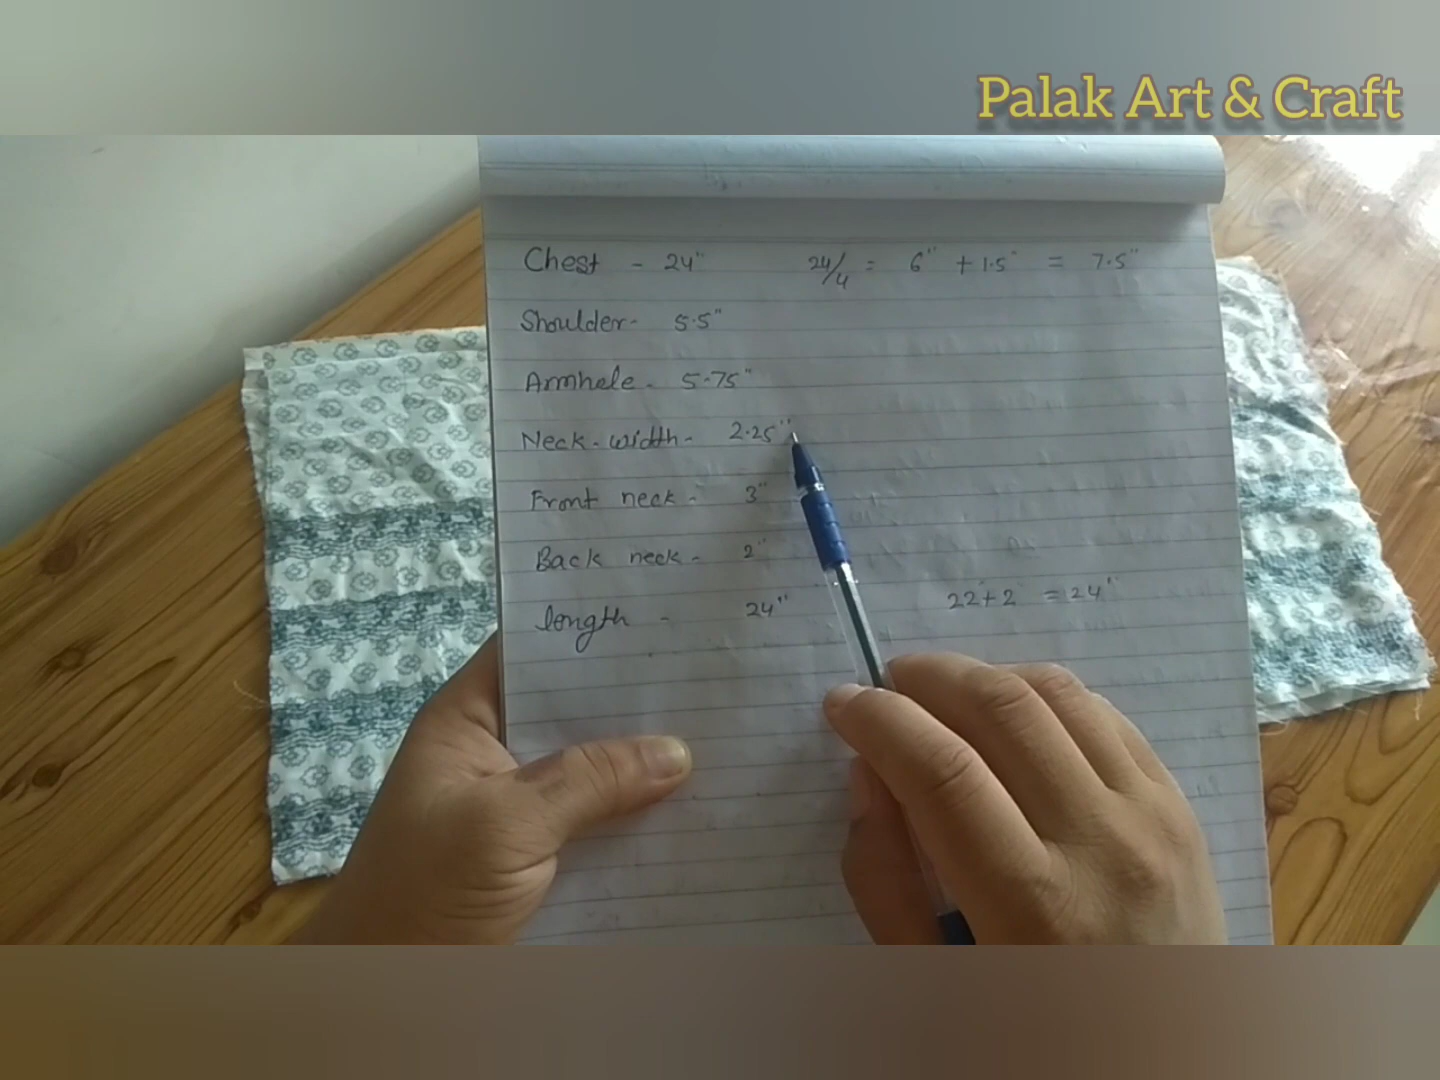 Palak Art & Craft
Chest - 24" 24/4 = 6" + 1.5" = 7.5"
Shoulder- 5.5"
Armhele - 5.75"
Neck-width- 2.25"
Front neck - 3"
Back neck - 2"
length - 24" 22+2 = 24"